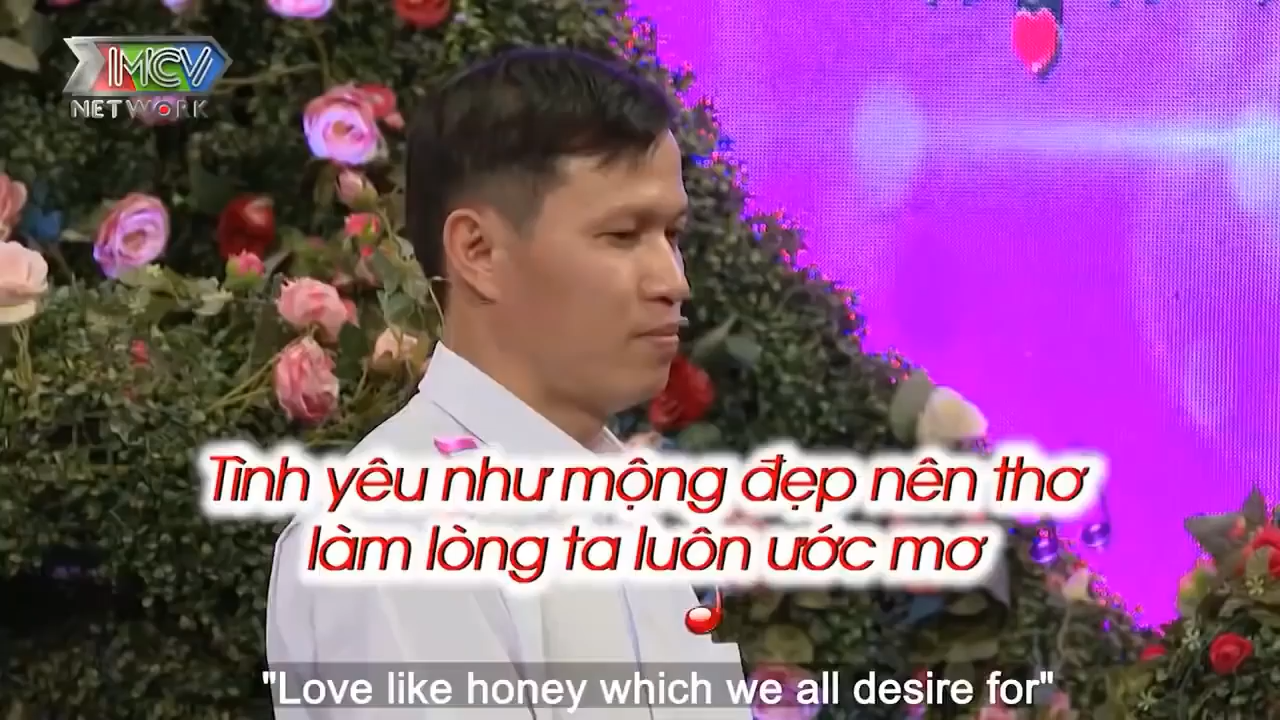 MCV
NETWORK
Tình yêu như mộng đẹp nên thơ
làm lòng ta luôn ước mơ
"Love like honey which we all desire for"